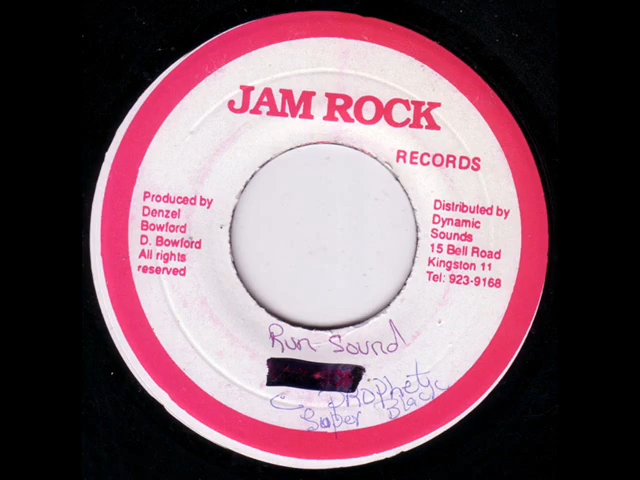 JAM ROCK
RECORDS
Produced by
Denzel
Bowford
D. Bowford
All rights
reserved
Distributed by
Dynamic
Sounds
15 Bell Road
Kingston 11
Tel: 923-9168
Run Sound
Prophetic
Super Black